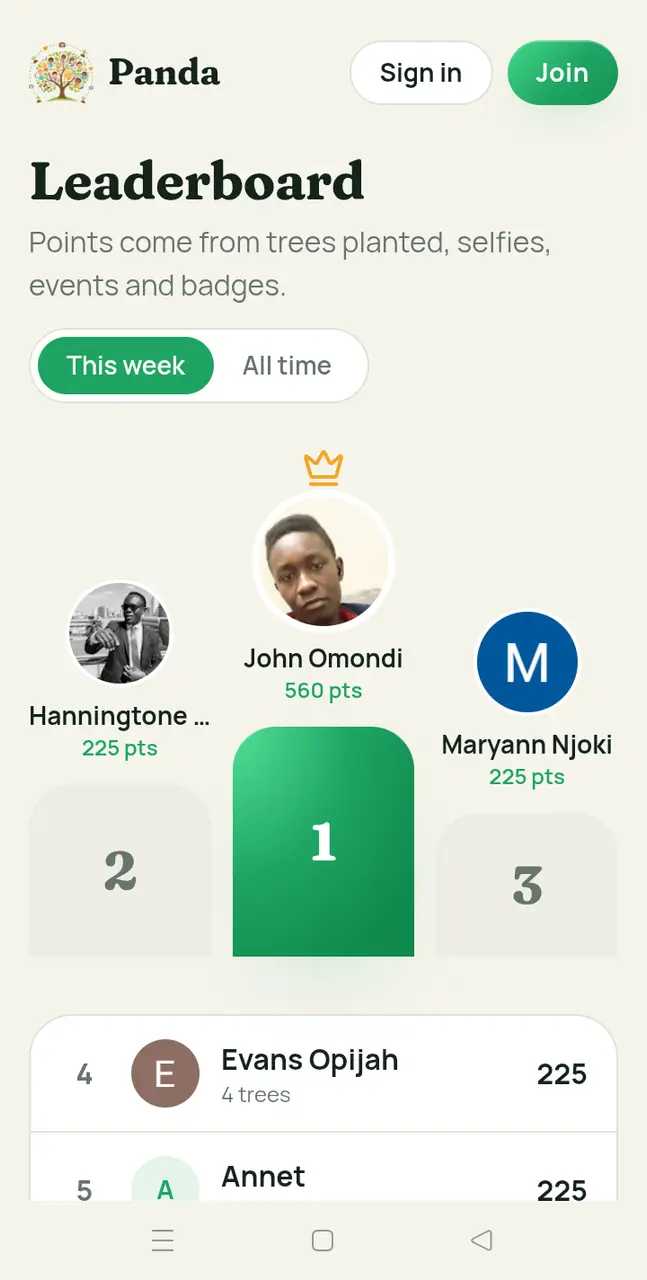 Panda
Sign in
Join
Leaderboard
Points come from trees planted, selfies,
events and badges.
This week
All time
John Omondi
560 pts
Hanningtone ...
225 pts
M
Maryann Njoki
225 pts
1
2
3
4
E
Evans Opijah
4 trees
225
5
A
Annet
225